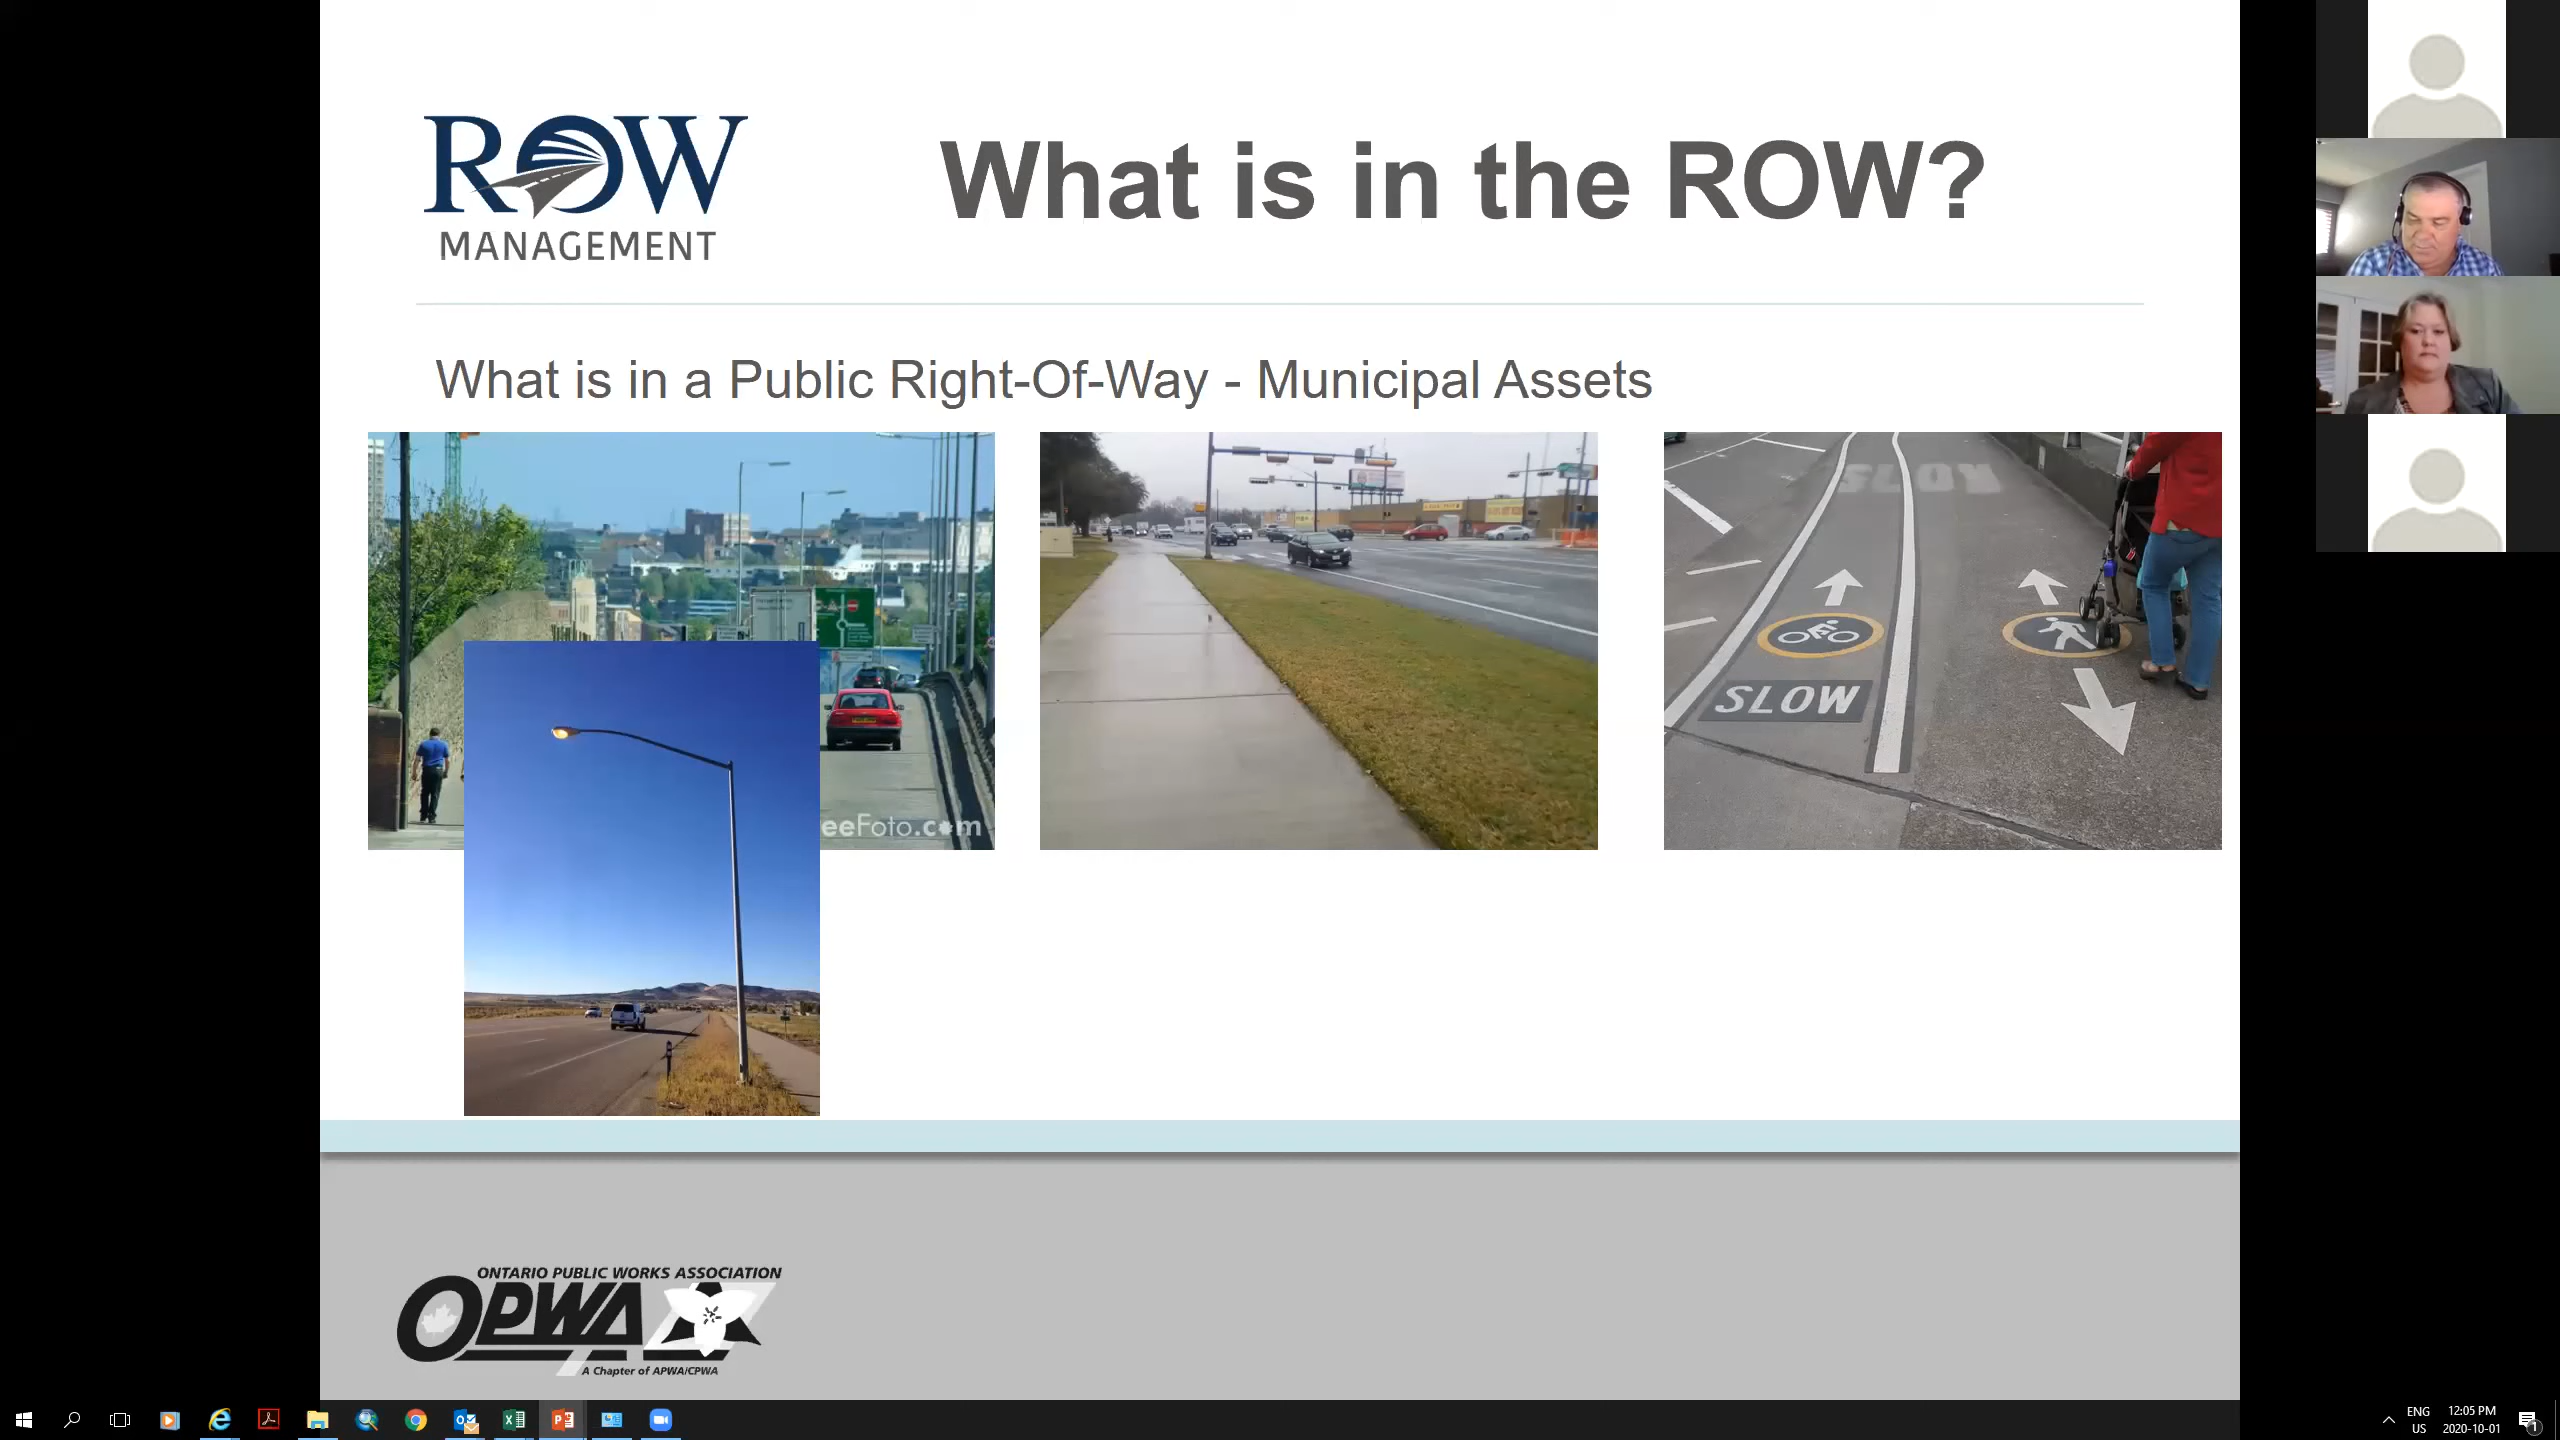 ROW
MANAGEMENT
What is in the ROW?
What is in a Public Right-Of-Way - Municipal Assets
eeFoto.com
SLOW
SLOW
ONTARIO PUBLIC WORKS ASSOCIATION
OPWA
A Chapter of APWA/CPWA
ENG
US
12:05 PM
2020-10-01
1